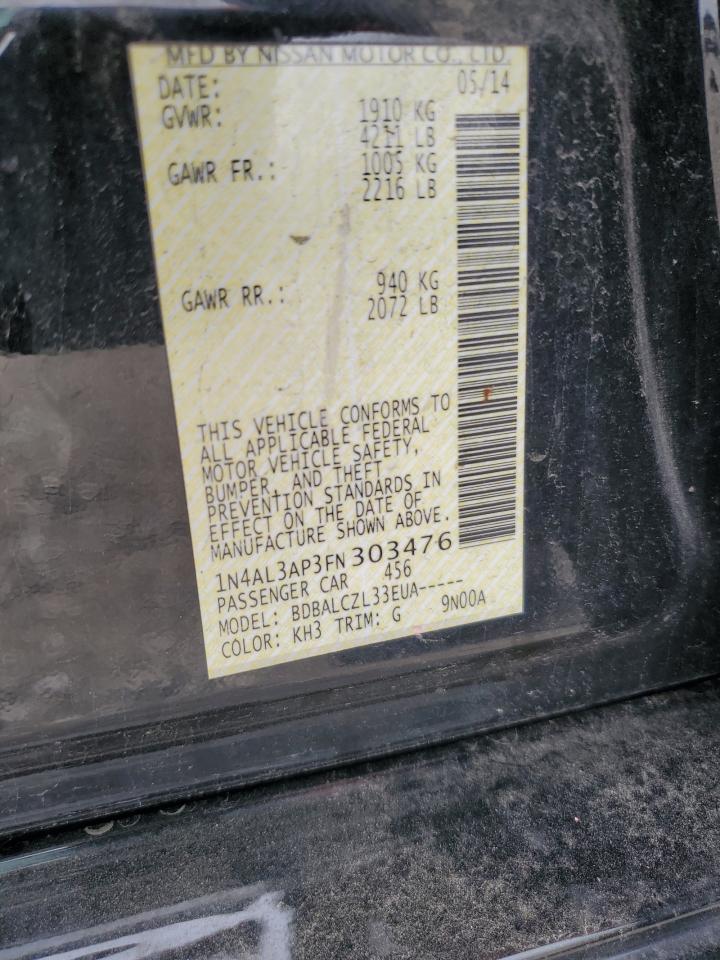 MFD BY NISSAN MOTOR CO., LTD.
DATE: 05/14
GVWR: 1910 KG
4211 LB
GAWR FR.: 1005 KG
2216 LB
GAWR RR.: 940 KG
2072 LB
THIS VEHICLE CONFORMS TO
ALL APPLICABLE FEDERAL
MOTOR VEHICLE SAFETY,
BUMPER, AND THEFT
PREVENTION STANDARDS IN
EFFECT ON THE DATE OF
MANUFACTURE SHOWN ABOVE.
1N4AL3AP3FN303476
PASSENGER CAR 456
MODEL: BDBALCZL33EUA-----
COLOR: KH3 TRIM: G 9N00A